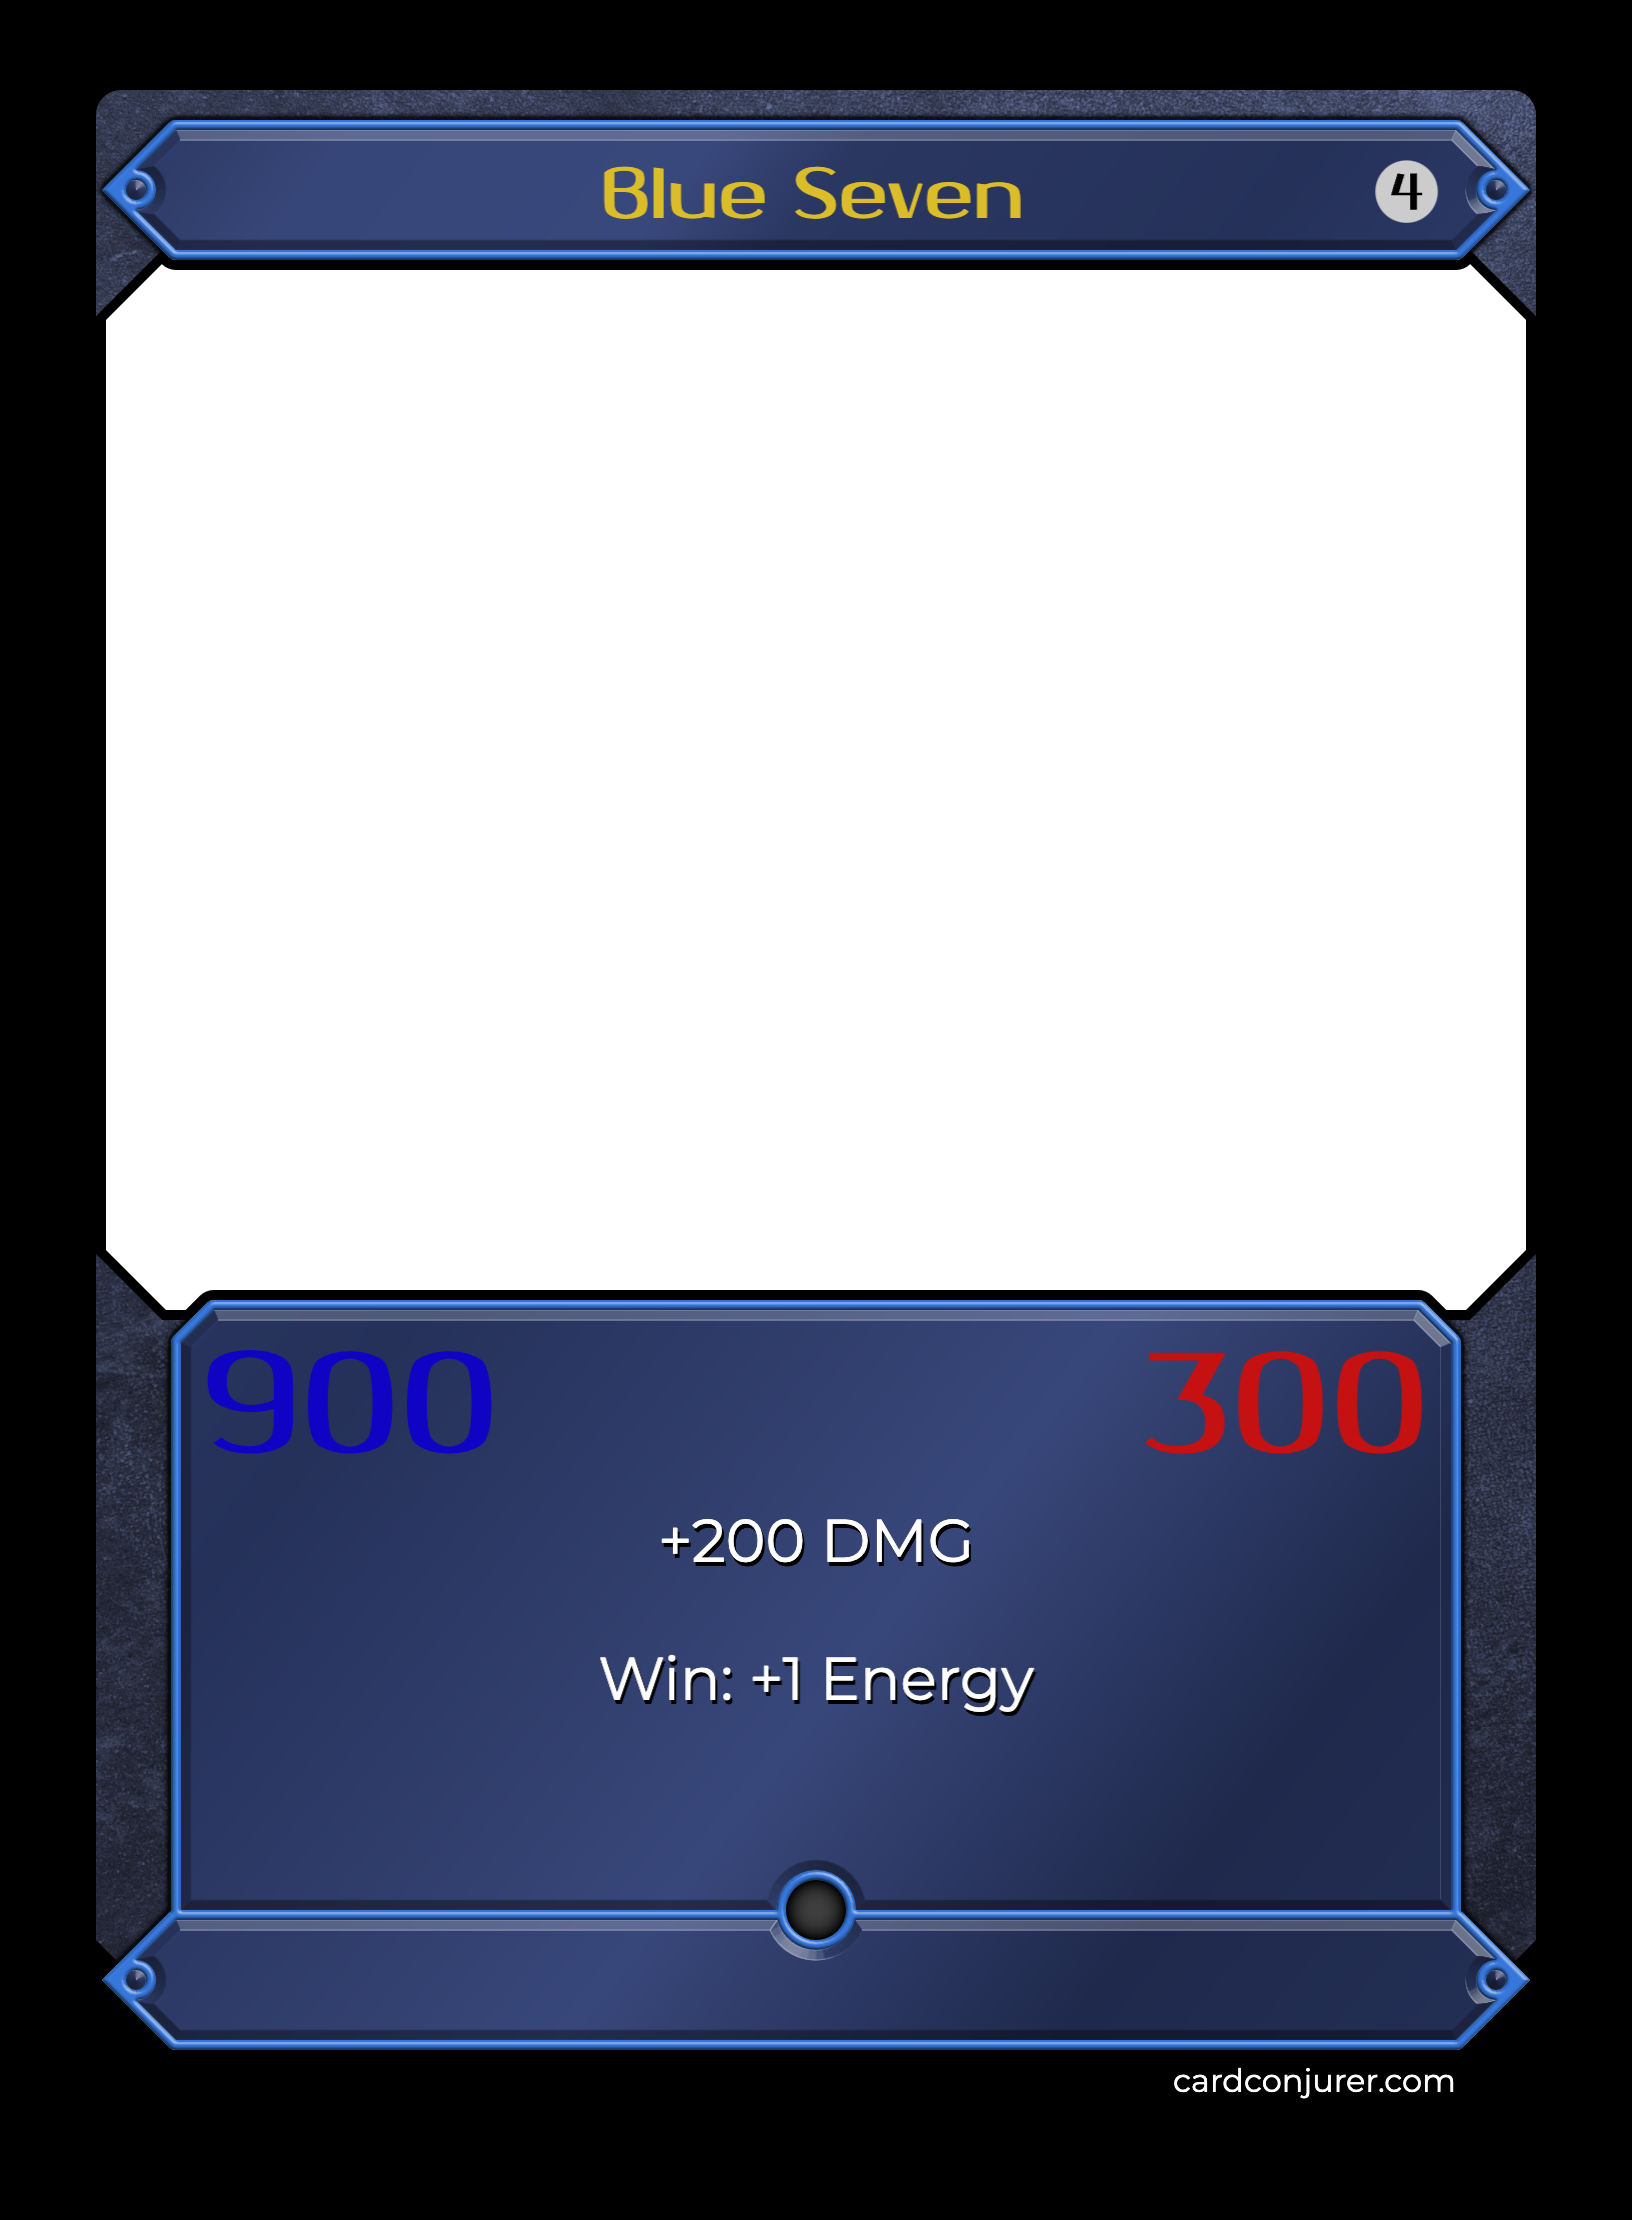 Blue Seven 4
900 300
+200 DMG
Win: +1 Energy
cardconjurer.com